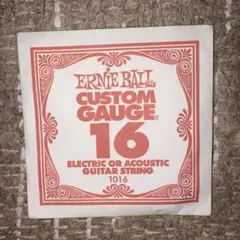 ERNIE BALL
CUSTOM
GAUGE
16
ELECTRIC OR ACOUSTIC
GUITAR STRING
1016